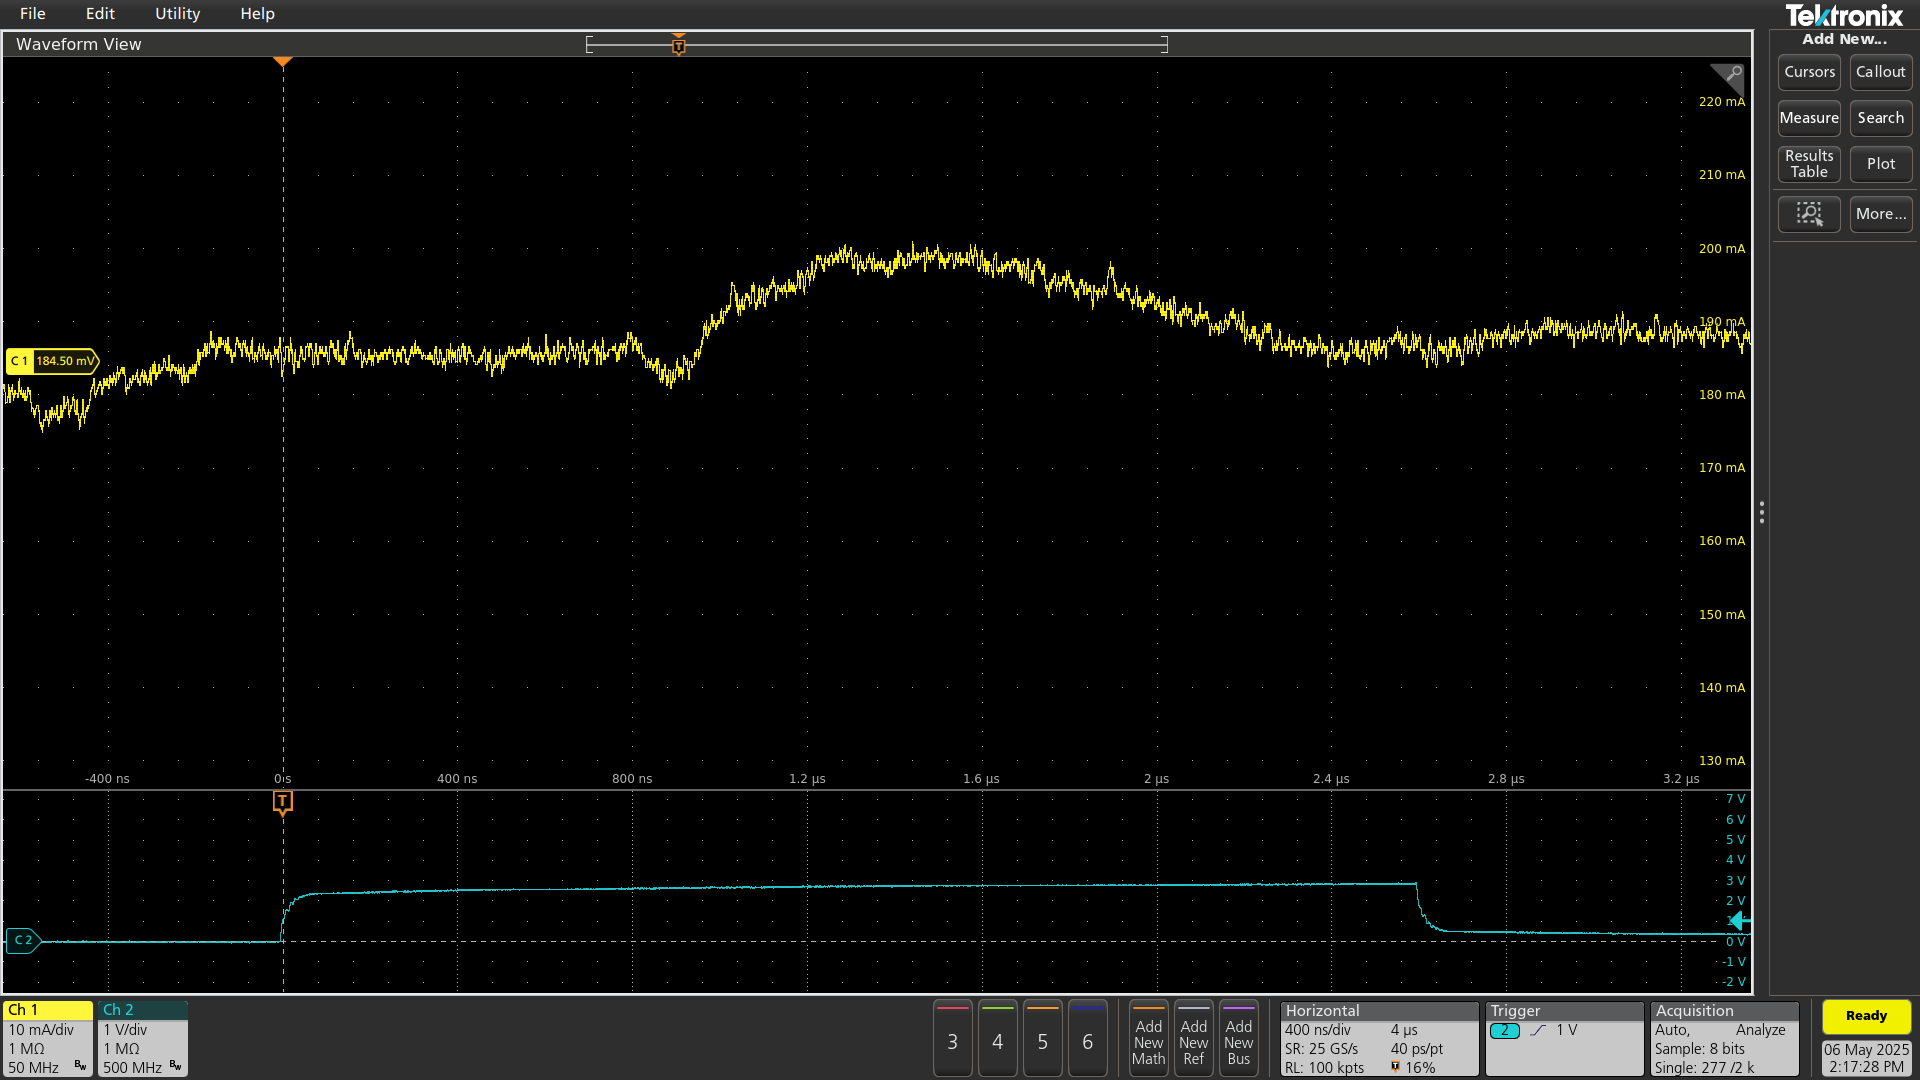 File Edit Utility Help
Tektronix
Waveform View
Add New...
Cursors Callout
Measure Search
Results
Table
Plot
More...
220 mA
210 mA
200 mA
190 mA
180 mA
170 mA
160 mA
150 mA
140 mA
130 mA
C 1 184.50 mV
-400 ns 0 s 400 ns 800 ns 1.2 µs 1.6 µs 2 µs 2.4 µs 2.8 µs 3.2 µs
T
7 V
6 V
5 V
4 V
3 V
2 V
0 V
-1 V
-2 V
C 2
Ch 1
10 mA/div
1 MΩ
50 MHz Bw
Ch 2
1 V/div
1 MΩ
500 MHz Bw
3 4 5 6
Add
New
Math
Add
New
Ref
Add
New
Bus
Horizontal
400 ns/div 4 µs
SR: 25 GS/s 40 ps/pt
RL: 100 kpts T 16%
Trigger
2 1 V
Acquisition
Auto, Analyze
Sample: 8 bits
Single: 277 /2 k
Ready
06 May 2025
2:17:28 PM